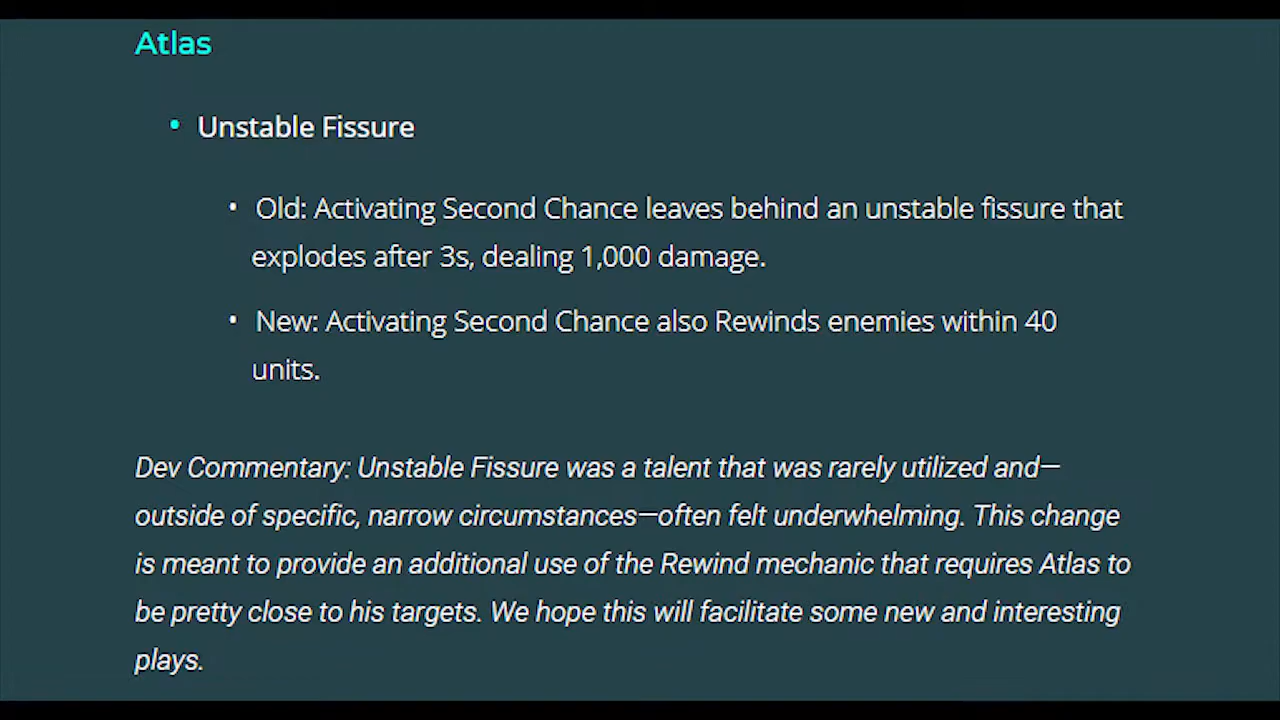 Atlas
• Unstable Fissure
• Old: Activating Second Chance leaves behind an unstable fissure that
explodes after 3s, dealing 1,000 damage.
• New: Activating Second Chance also Rewinds enemies within 40
units.
Dev Commentary: Unstable Fissure was a talent that was rarely utilized and—
outside of specific, narrow circumstances—often felt underwhelming. This change
is meant to provide an additional use of the Rewind mechanic that requires Atlas to
be pretty close to his targets. We hope this will facilitate some new and interesting
plays.